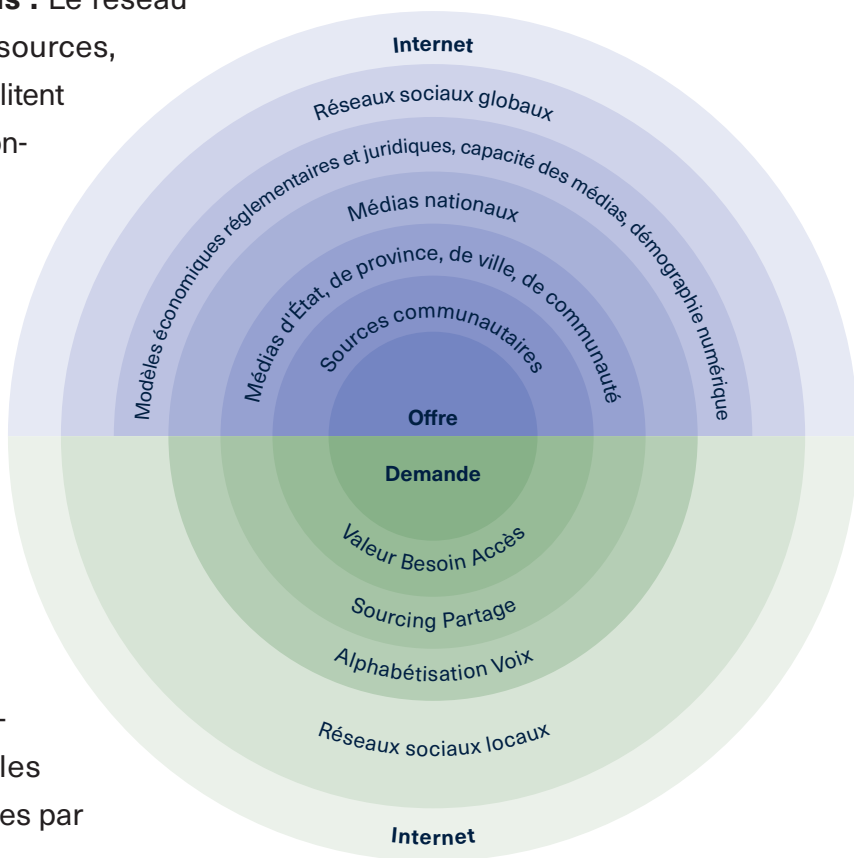 Le réseau
sources,
Internet
Réseaux sociaux globaux
Modèles économiques réglementaires et juridiques, capacité des médias, démographie numérique
Médias nationaux
Médias d'État, de province, de ville, de communauté
Sources communautaires
Offre
Demande
Valeur Besoin Accès
Sourcing Partage
Alphabétisation Voix
Réseaux sociaux locaux
les
es par
Internet